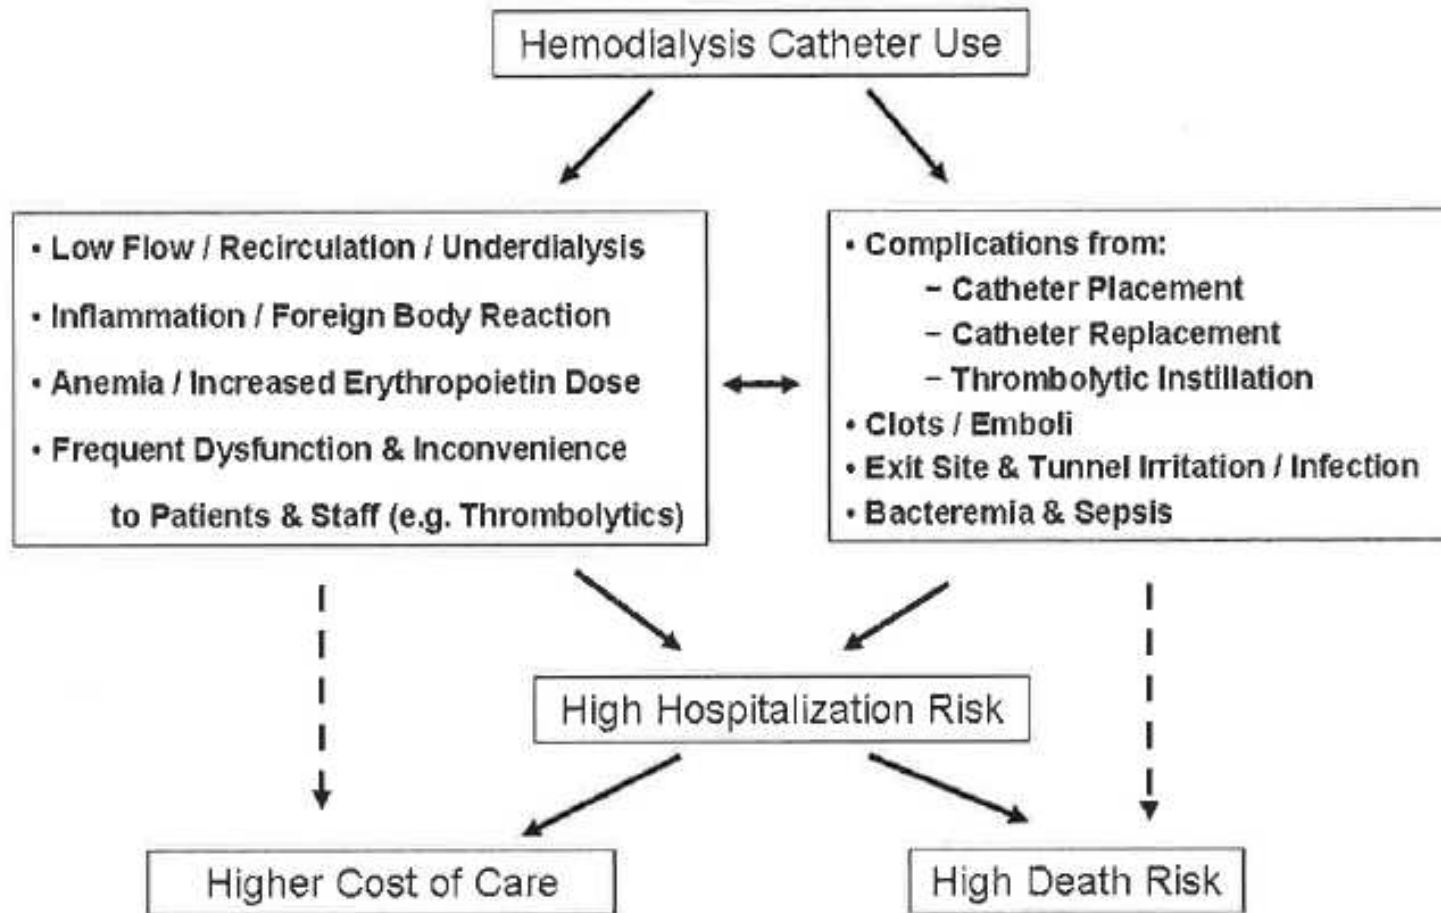 Hemodialysis Catheter Use
• Low Flow / Recirculation / Underdialysis
• Inflammation / Foreign Body Reaction
• Anemia / Increased Erythropoietin Dose
• Frequent Dysfunction & Inconvenience
to Patients & Staff (e.g. Thrombolytics)
• Complications from:
– Catheter Placement
– Catheter Replacement
– Thrombolytic Instillation
• Clots / Emboli
• Exit Site & Tunnel Irritation / Infection
• Bacteremia & Sepsis
High Hospitalization Risk
Higher Cost of Care
High Death Risk